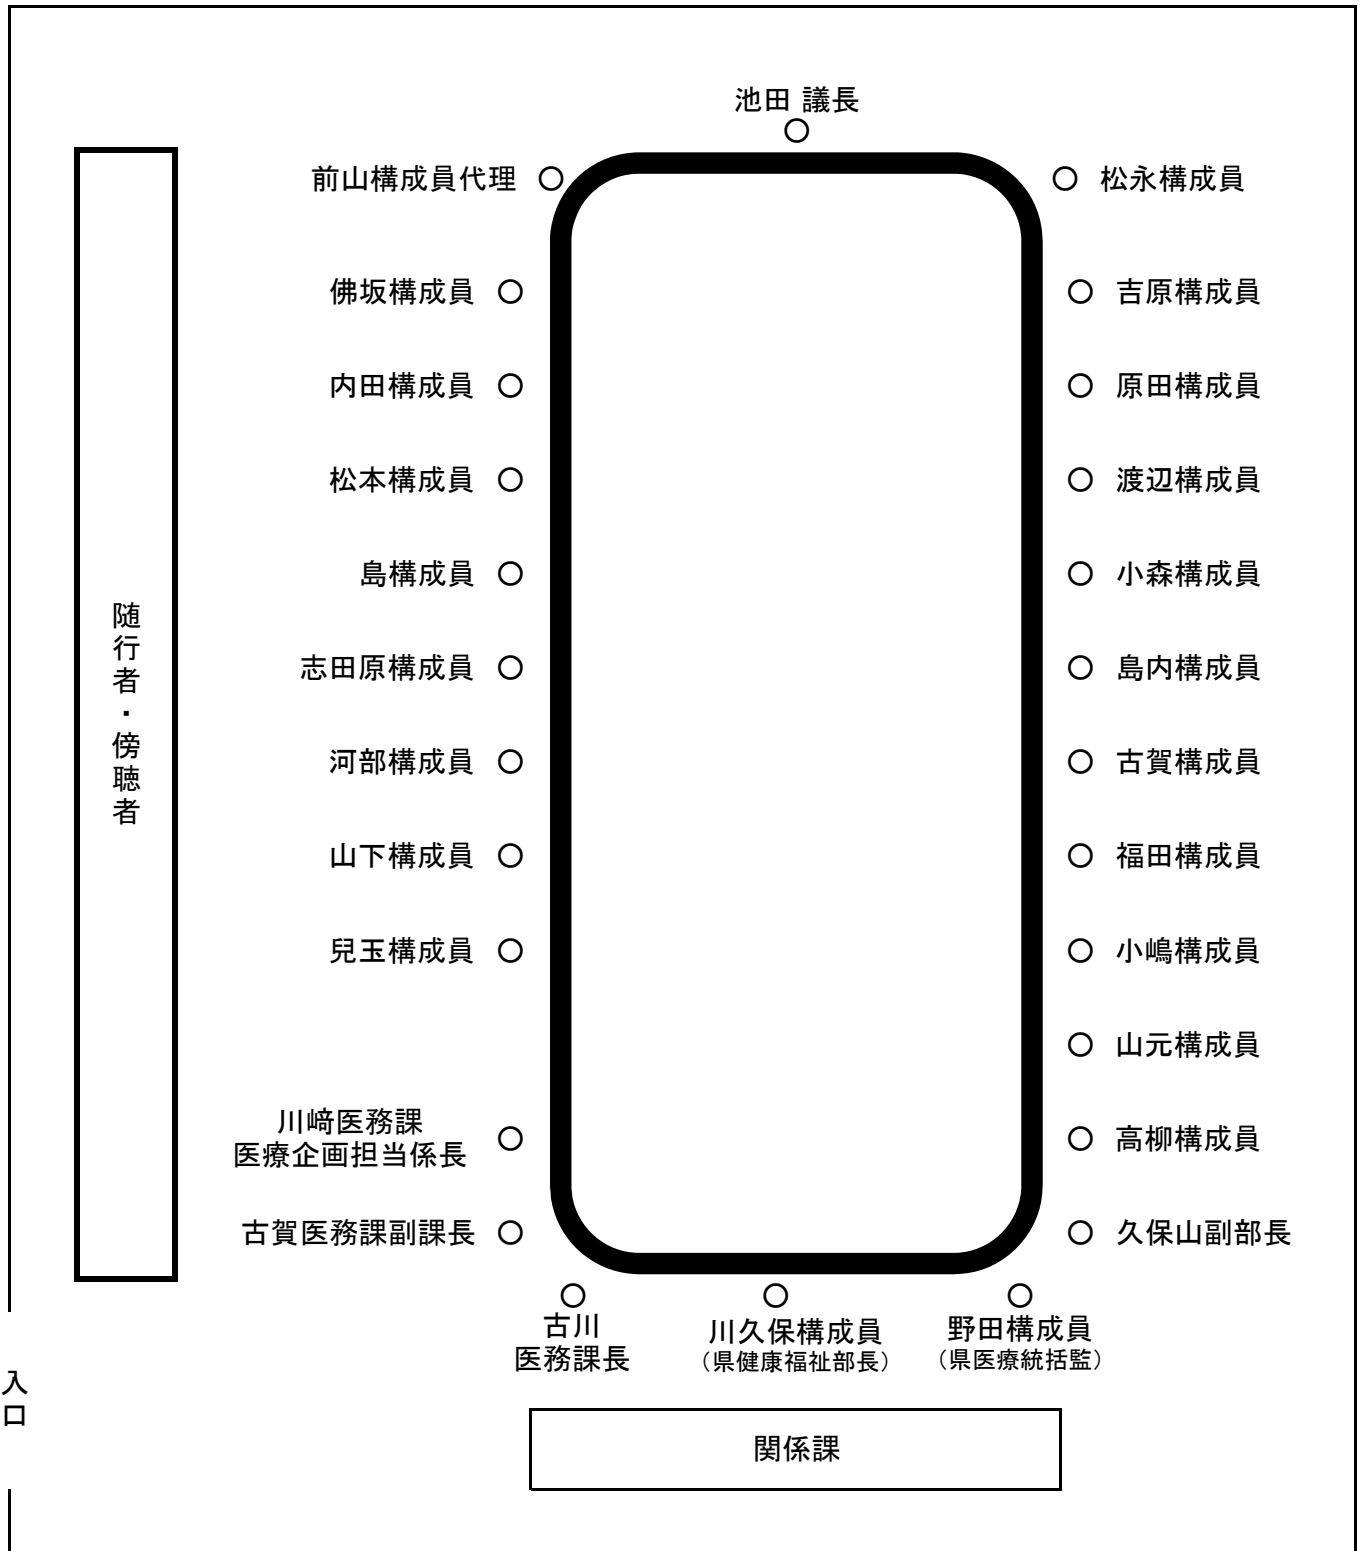 池田 議長
前山構成員代理 ○
○ 松永構成員
佛坂構成員 ○
○ 吉原構成員
内田構成員 ○
○ 原田構成員
松本構成員 ○
○ 渡辺構成員
島構成員 ○
○ 小森構成員
志田原構成員 ○
○ 島内構成員
河部構成員 ○
○ 古賀構成員
山下構成員 ○
○ 福田構成員
兒玉構成員 ○
○ 小嶋構成員
○ 山元構成員
川﨑医務課
医療企画担当係長
○ 高柳構成員
古賀医務課副課長 ○
○ 久保山副部長
古川
医務課長
川久保構成員
（県健康福祉部長）
野田構成員
（県医療統括監）
関係課
随行者・傍聴者
入口